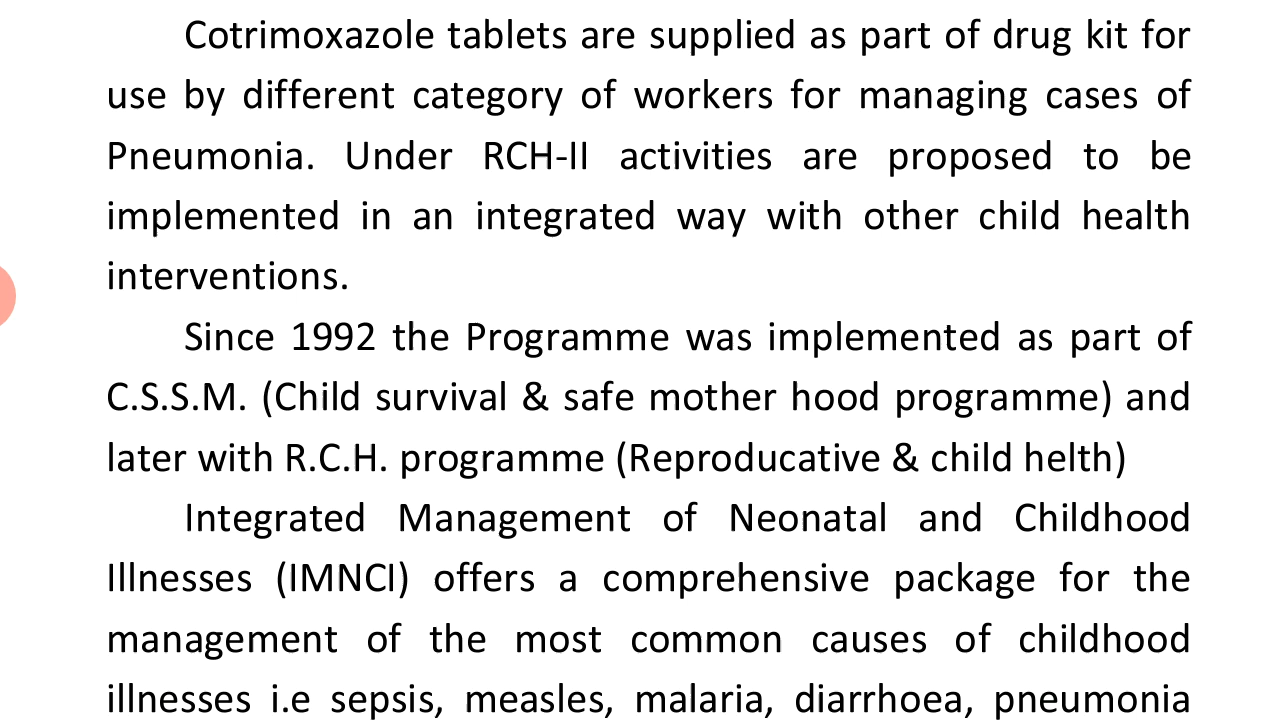 Cotrimoxazole tablets are supplied as part of drug kit for
use by different category of workers for managing cases of
Pneumonia. Under RCH-II activities are proposed to be
implemented in an integrated way with other child health
interventions.
Since 1992 the Programme was implemented as part of
C.S.S.M. (Child survival & safe mother hood programme) and
later with R.C.H. programme (Reproducative & child helth)
Integrated Management of Neonatal and Childhood
Illnesses (IMNCI) offers a comprehensive package for the
management of the most common causes of childhood
illnesses i.e sepsis, measles, malaria, diarrhoea, pneumonia